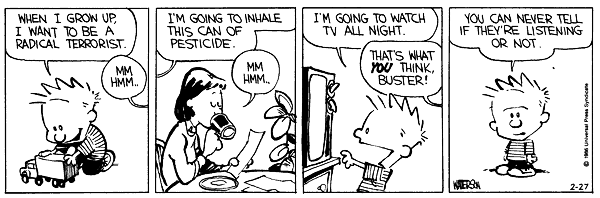 WHEN I GROW UP,
I WANT TO BE A
RADICAL TERRORIST.
MM
HMM..
I'M GOING TO INHALE
THIS CAN OF
PESTICIDE.
MM
HMM..
I'M GOING TO WATCH
TV ALL NIGHT.
THAT'S WHAT
YOU THINK,
BUSTER!
YOU CAN NEVER TELL
IF THEY'RE LISTENING
OR NOT.
© 1986 Universal Press Syndicate
WATTERSON
2-27